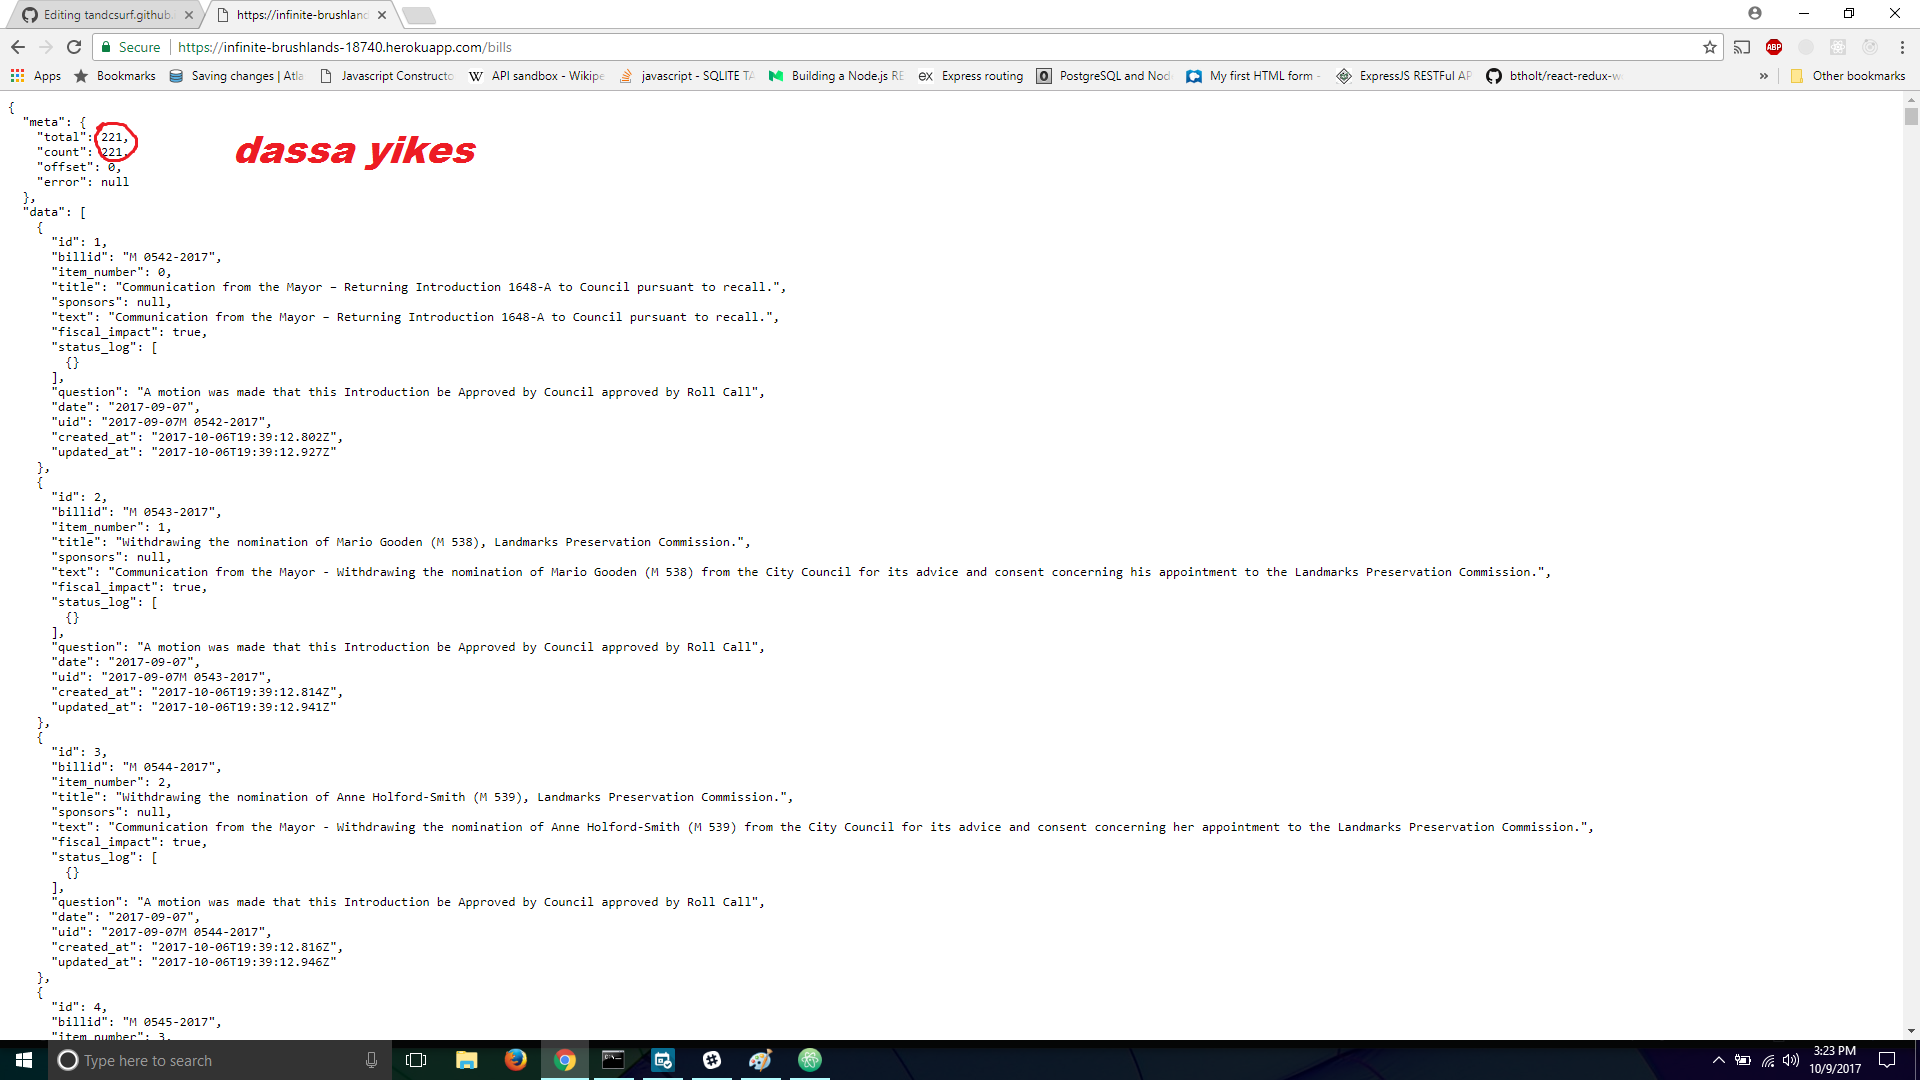 Editing tandcsurf.github.
https://infinite-brushland
Secure
https://infinite-brushlands-18740.herokuapp.com/bills
ABP
Apps
Bookmarks
Saving changes | Atla
Javascript Constructo
W API sandbox - Wikipe
javascript - SQLITE TA
Building a Node.js RE
ex Express routing
PostgreSQL and Node
My first HTML form -
ExpressJS RESTFul AP
btholt/react-redux-w
»
Other bookmarks
{
"meta": {
"total": 221,
"count": 221,
"offset": 0,
"error": null
},
dassa yikes
"data": [
{
"id": 1,
"billid": "M 0542-2017",
"item_number": 0,
"title": "Communication from the Mayor – Returning Introduction 1648-A to Council pursuant to recall.",
"sponsors": null,
"text": "Communication from the Mayor – Returning Introduction 1648-A to Council pursuant to recall.",
"fiscal_impact": true,
"status_log": [
{}
],
"question": "A motion was made that this Introduction be Approved by Council approved by Roll Call",
"date": "2017-09-07",
"uid": "2017-09-07M 0542-2017",
"created_at": "2017-10-06T19:39:12.802Z",
"updated_at": "2017-10-06T19:39:12.927Z"
},
{
"id": 2,
"billid": "M 0543-2017",
"item_number": 1,
"title": "Withdrawing the nomination of Mario Gooden (M 538), Landmarks Preservation Commission.",
"sponsors": null,
"text": "Communication from the Mayor - Withdrawing the nomination of Mario Gooden (M 538) from the City Council for its advice and consent concerning his appointment to the Landmarks Preservation Commission.",
"fiscal_impact": true,
"status_log": [
{}
],
"question": "A motion was made that this Introduction be Approved by Council approved by Roll Call",
"date": "2017-09-07",
"uid": "2017-09-07M 0543-2017",
"created_at": "2017-10-06T19:39:12.814Z",
"updated_at": "2017-10-06T19:39:12.941Z"
},
{
"id": 3,
"billid": "M 0544-2017",
"item_number": 2,
"title": "Withdrawing the nomination of Anne Holford-Smith (M 539), Landmarks Preservation Commission.",
"sponsors": null,
"text": "Communication from the Mayor - Withdrawing the nomination of Anne Holford-Smith (M 539) from the City Council for its advice and consent concerning her appointment to the Landmarks Preservation Commission.",
"fiscal_impact": true,
"status_log": [
{}
],
"question": "A motion was made that this Introduction be Approved by Council approved by Roll Call",
"date": "2017-09-07",
"uid": "2017-09-07M 0544-2017",
"created_at": "2017-10-06T19:39:12.816Z",
"updated_at": "2017-10-06T19:39:12.946Z"
},
{
"id": 4,
"billid": "M 0545-2017",
"item_number": 3,
Type here to search
3:23 PM
10/9/2017